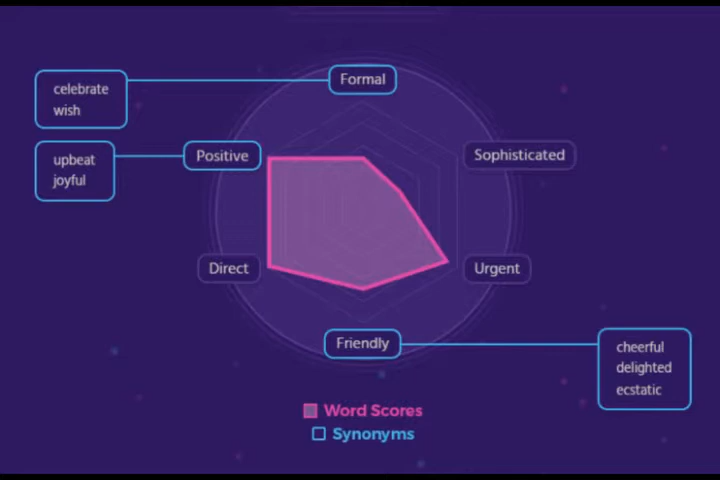 Formal
celebrate
wish
Positive
Sophisticated
upbeat
joyful
Direct
Urgent
Friendly
cheerful
delighted
ecstatic
Word Scores
Synonyms